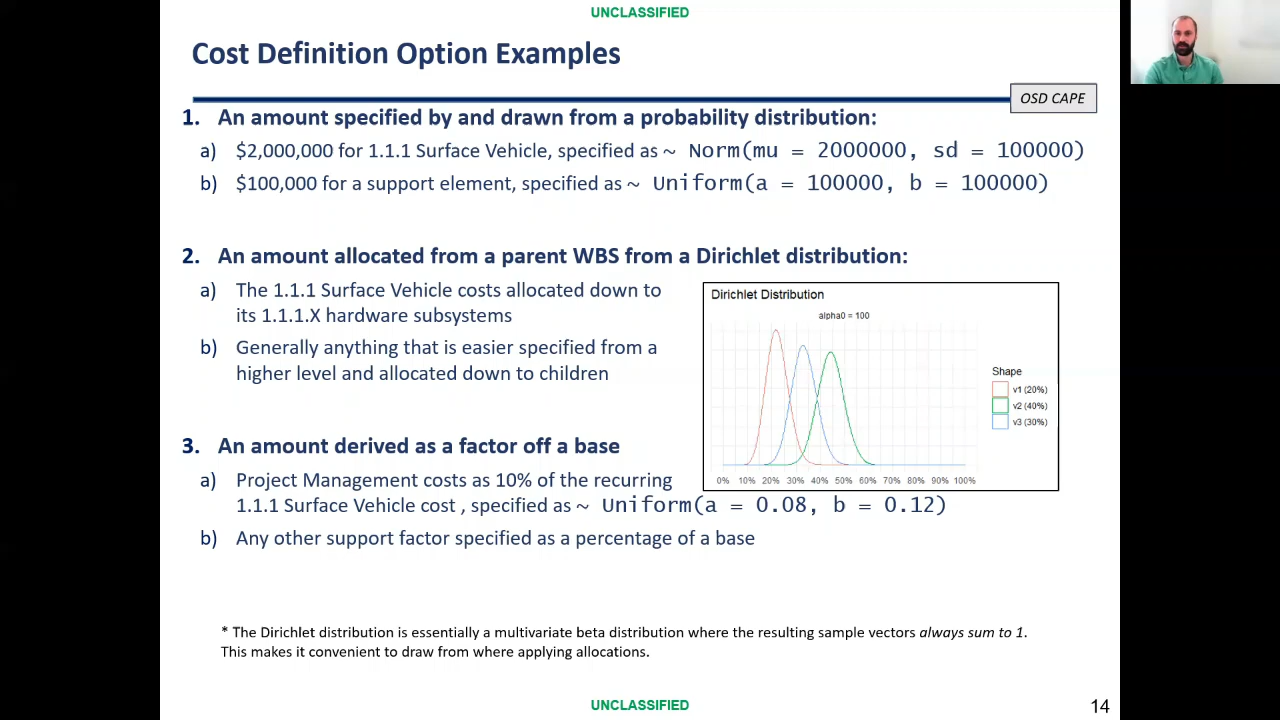 UNCLASSIFIED
Cost Definition Option Examples
OSD CAPE
1. An amount specified by and drawn from a probability distribution:
a) $2,000,000 for 1.1.1 Surface Vehicle, specified as ~ Norm(mu = 2000000, sd = 100000)
b) $100,000 for a support element, specified as ~ Uniform(a = 100000, b = 100000)
2. An amount allocated from a parent WBS from a Dirichlet distribution:
a) The 1.1.1 Surface Vehicle costs allocated down to
its 1.1.1.X hardware subsystems
b) Generally anything that is easier specified from a
higher level and allocated down to children
Dirichlet Distribution
alpha0 = 100
Shape
v1 (20%)
v2 (40%)
v3 (30%)
0% 10% 20% 30% 40% 50% 60% 70% 80% 90% 100%
3. An amount derived as a factor off a base
a) Project Management costs as 10% of the recurring
1.1.1 Surface Vehicle cost , specified as ~ Uniform(a = 0.08, b = 0.12)
b) Any other support factor specified as a percentage of a base
* The Dirichlet distribution is essentially a multivariate beta distribution where the resulting sample vectors always sum to 1.
This makes it convenient to draw from where applying allocations.
UNCLASSIFIED
14